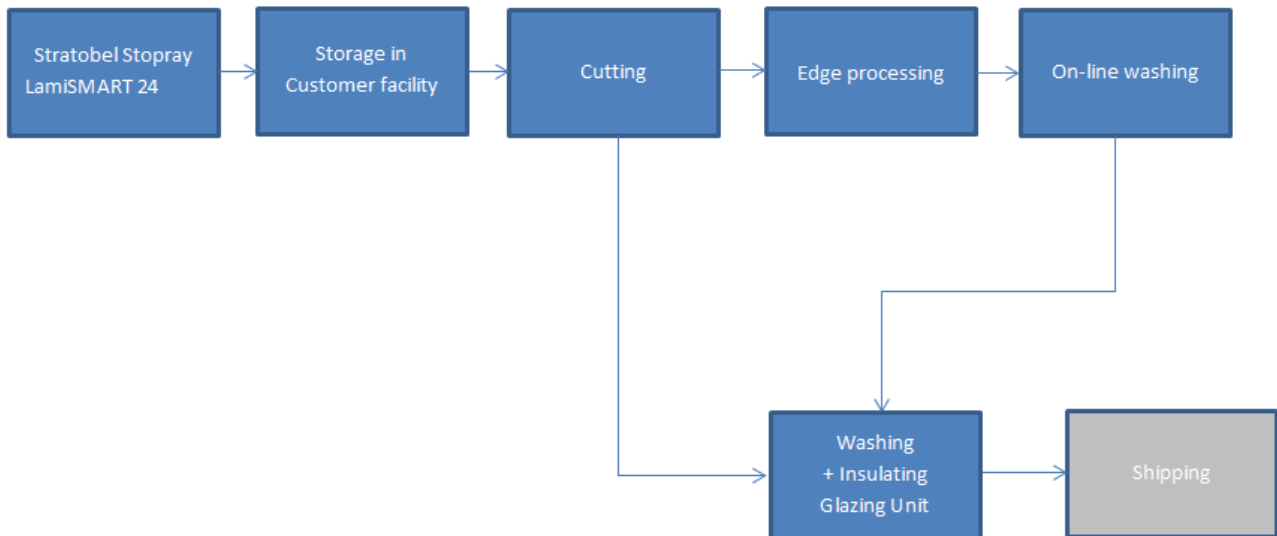 Stratobel Stopray
LamiSMART 24
Storage in
Customer facility
Cutting
Edge processing
On-line washing
Washing
+ Insulating
Glazing Unit
Shipping